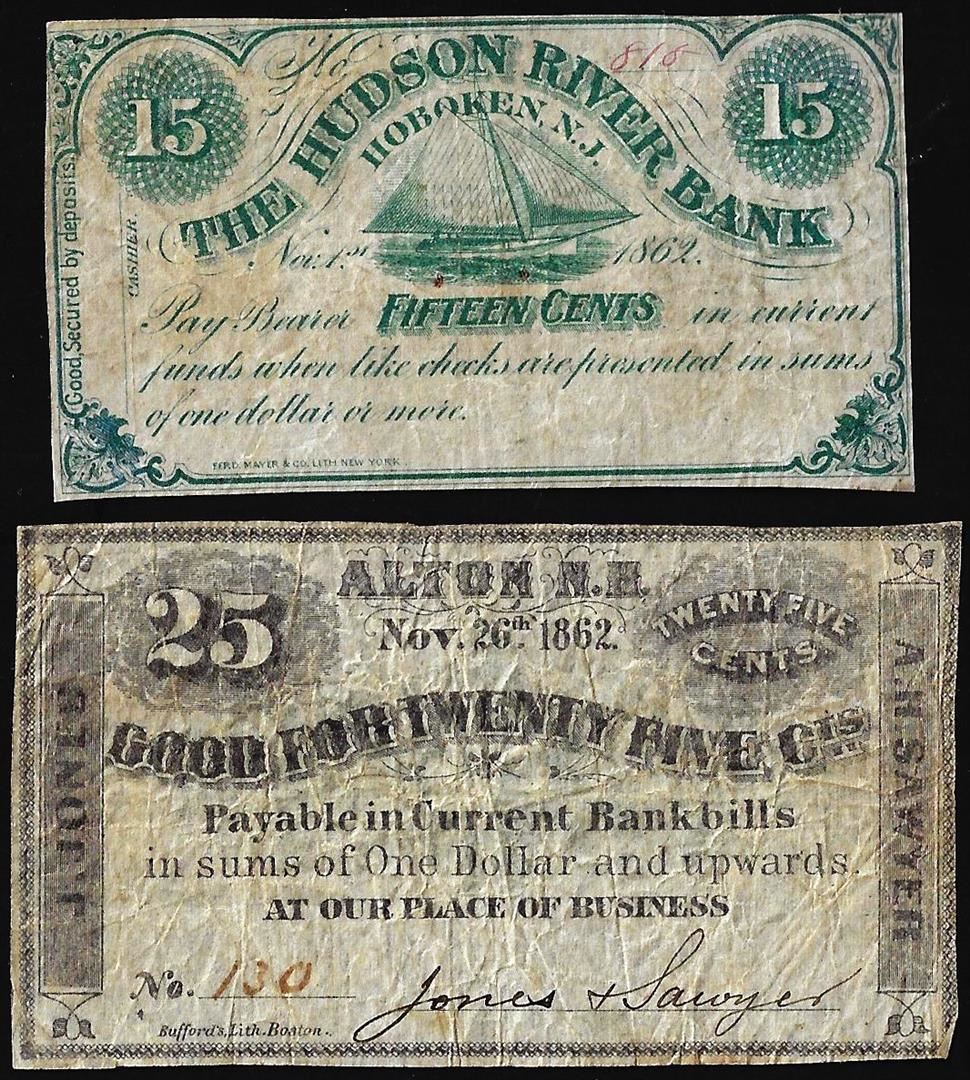 No 818
THE HUDSON RIVER BANK
HOBOKEN, N.J.
15
15
Nov. 1st 1862.
Pay Bearer FIFTEEN CENTS in current
funds when like checks are presented in sums
of one dollar or more.
CASHIER
Good, Secured by deposits.
FERD. MAYER & CO. LITH NEW YORK
ALTON N.H.
25
Nov. 26th 1862.
TWENTY FIVE
CENTS
GOOD FOR TWENTY FIVE CTS
Payable in Current Bankbills
in sums of One Dollar and upwards.
AT OUR PLACE OF BUSINESS
J. JONES
A. H. SAWYER
No. 130
Jones & Sawyer
Bufford's, Lith. Boston.